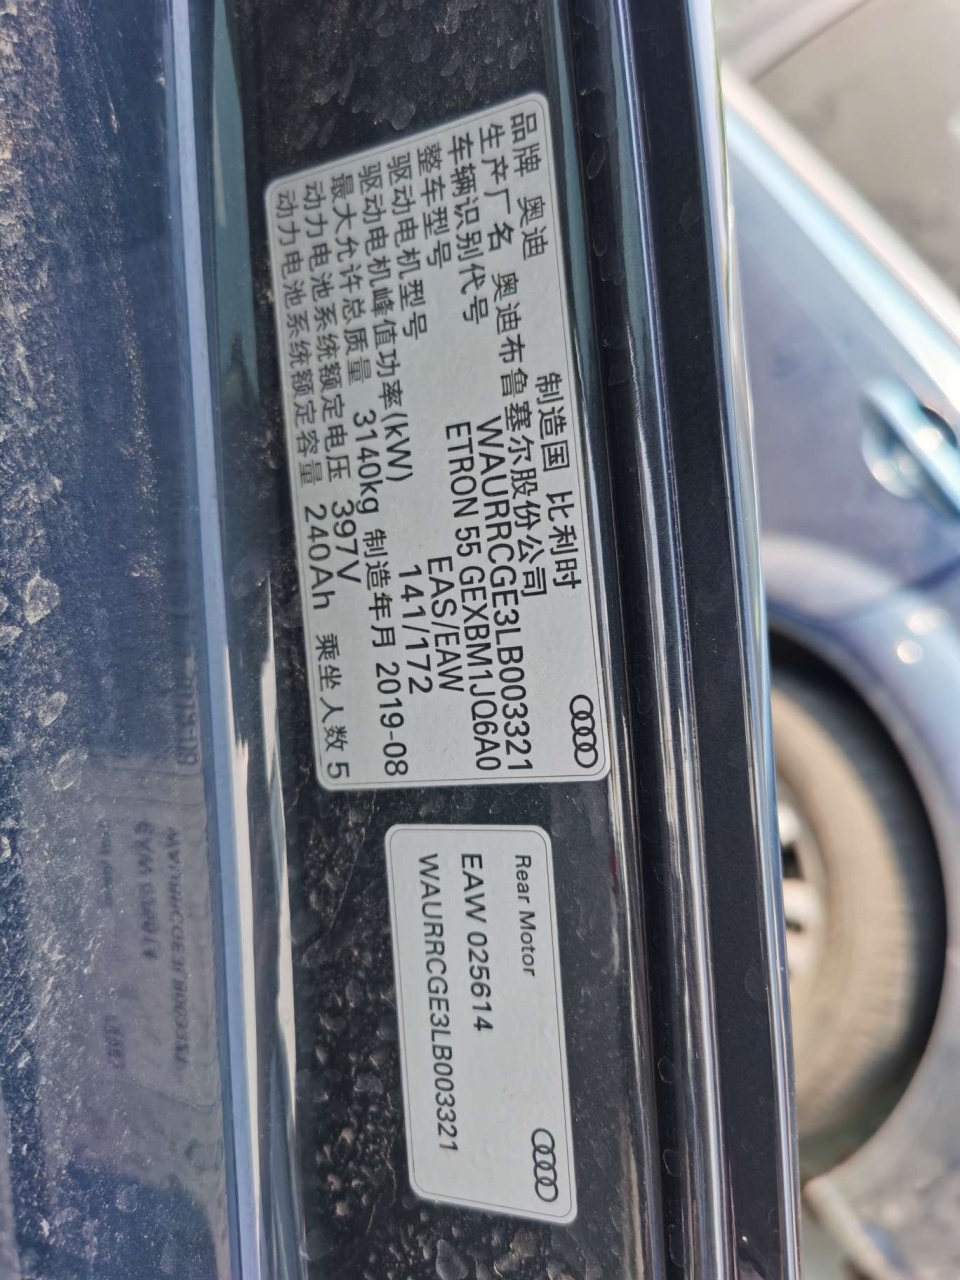 品牌 奥迪 制造国 比利时
生产厂名 奥迪布鲁塞尔股份公司
车辆识别代号 WAURRCGE3LB003321
整车型号 ETRON 55 GEXBM1JQ6A0
驱动电机型号 EAS/EAW
驱动电机峰值功率(kW) 141/172
最大允许总质量 3140kg 制造年月 2019-08
动力电池系统额定电压 397V
动力电池系统额定容量 240Ah 乘坐人数 5
Rear Motor
EAW 025614
WAURRCGE3LB003321